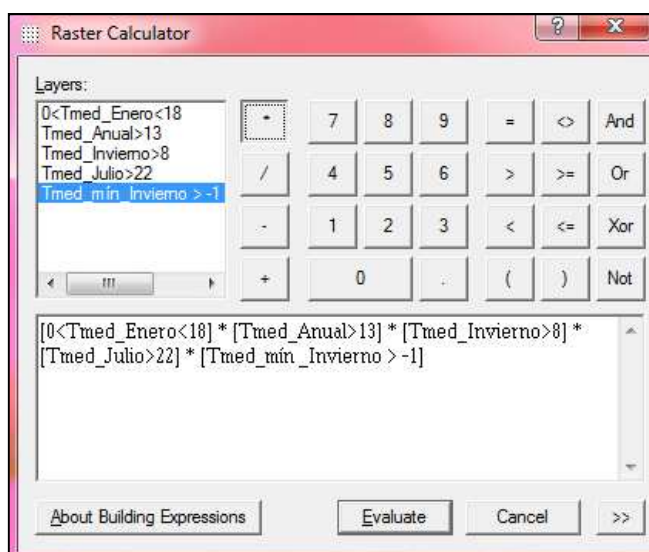 Raster Calculator
Layers:
0<Tmed_Enero<18
Tmed_Anual>13
Tmed_Invierno>8
Tmed_Julio>22
Tmed_mín_Invierno > -1
* 7 8 9 = <> And
/ 4 5 6 > >= Or
- 1 2 3 < <= Xor
+ 0 . ( ) Not
[0<Tmed_Enero<18] * [Tmed_Anual>13] * [Tmed_Invierno>8] *
[Tmed_Julio>22] * [Tmed_mín _Invierno > -1]
About Building Expressions Evaluate Cancel >>